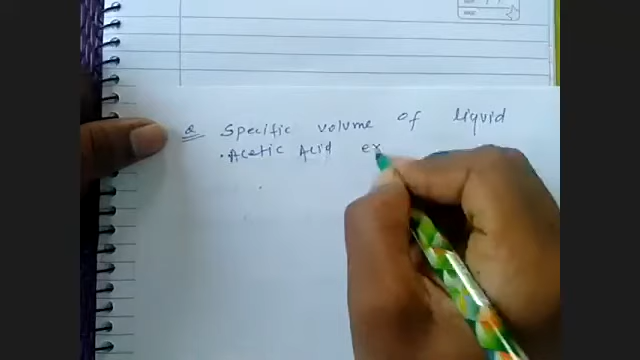 Q Specific volume of liquid
Acetic Acid ex